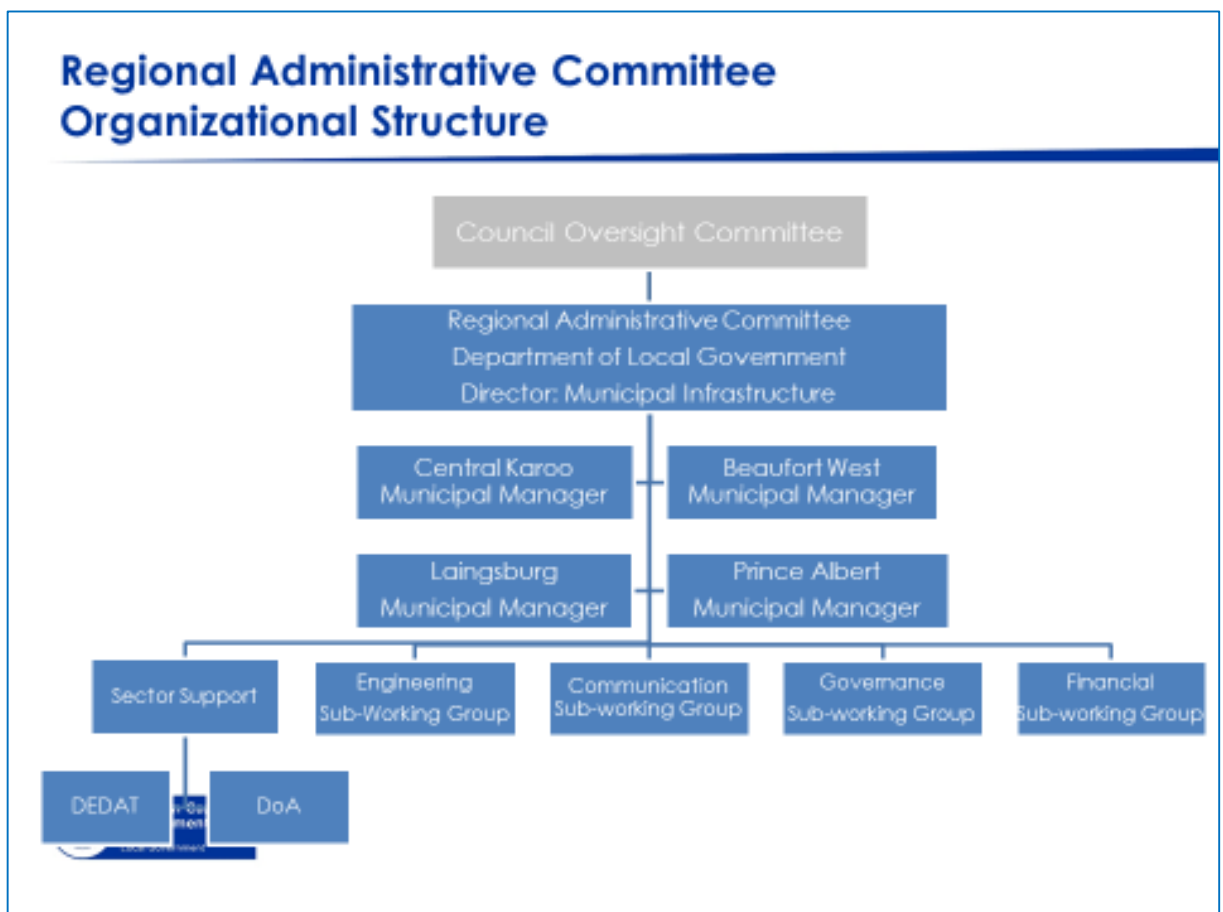 Regional Administrative Committee
Organizational Structure
Council Oversight Committee
Regional Administrative Committee
Department of Local Government
Director: Municipal Infrastructure
Central Karoo
Municipal Manager
Beaufort West
Municipal Manager
Laingsburg
Municipal Manager
Prince Albert
Municipal Manager
Sector Support
Engineering
Sub-Working Group
Communication
Sub-working Group
Governance
Sub-working Group
Financial
Sub-working Group
DEDAT
DoA
Local Government